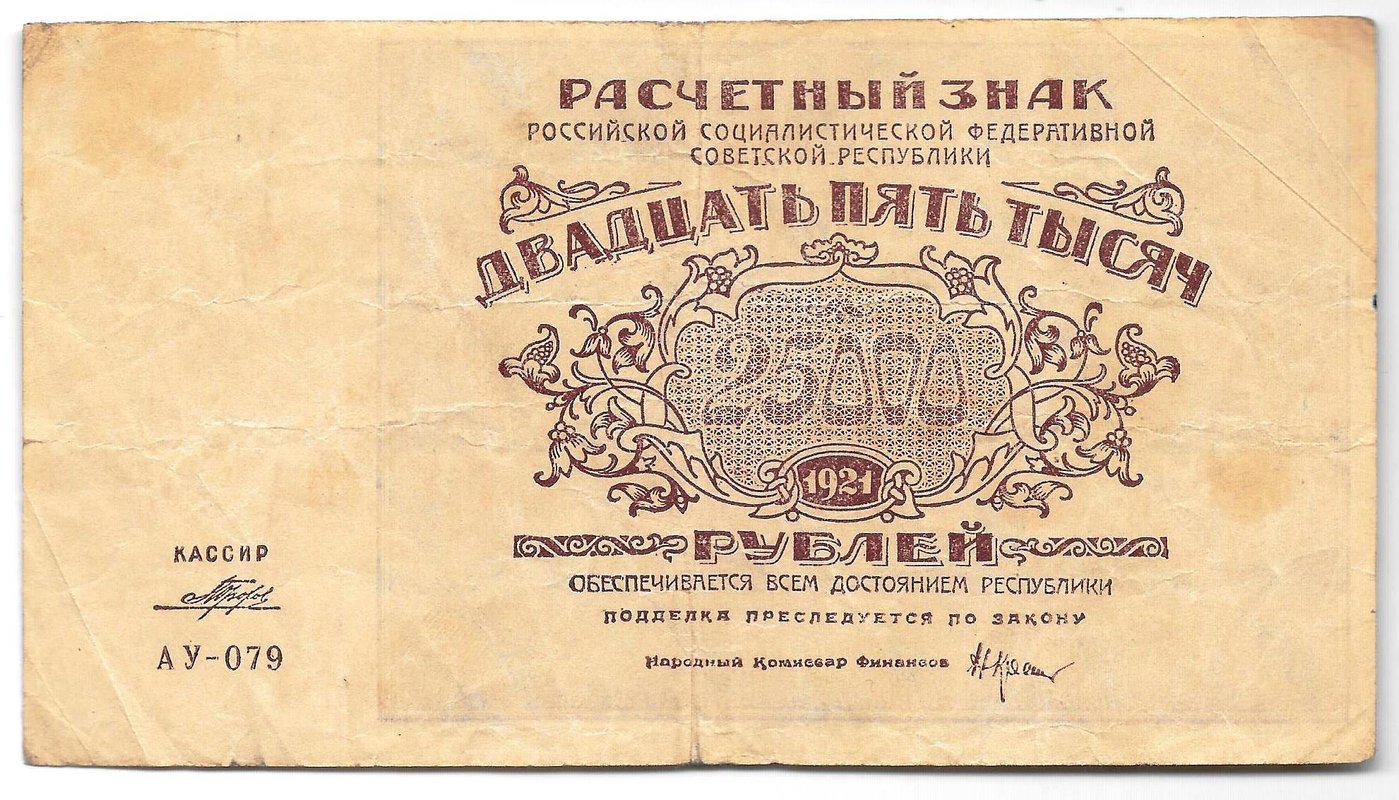 РАСЧЕТНЫЙ ЗНАК
РОССИЙСКОЙ СОЦИАЛИСТИЧЕСКОЙ ФЕДЕРАТИВНОЙ
СОВЕТСКОЙ РЕСПУБЛИКИ
ДВАДЦАТЬ ПЯТЬ ТЫСЯЧ
25000
1921
РУБЛЕЙ
ОБЕСПЕЧИВАЕТСЯ ВСЕМ ДОСТОЯНИЕМ РЕСПУБЛИКИ
ПОДДЕЛКА ПРЕСЛЕДУЕТСЯ ПО ЗАКОНУ
Народный Комиссар Финансов
КАССИР
АУ-079